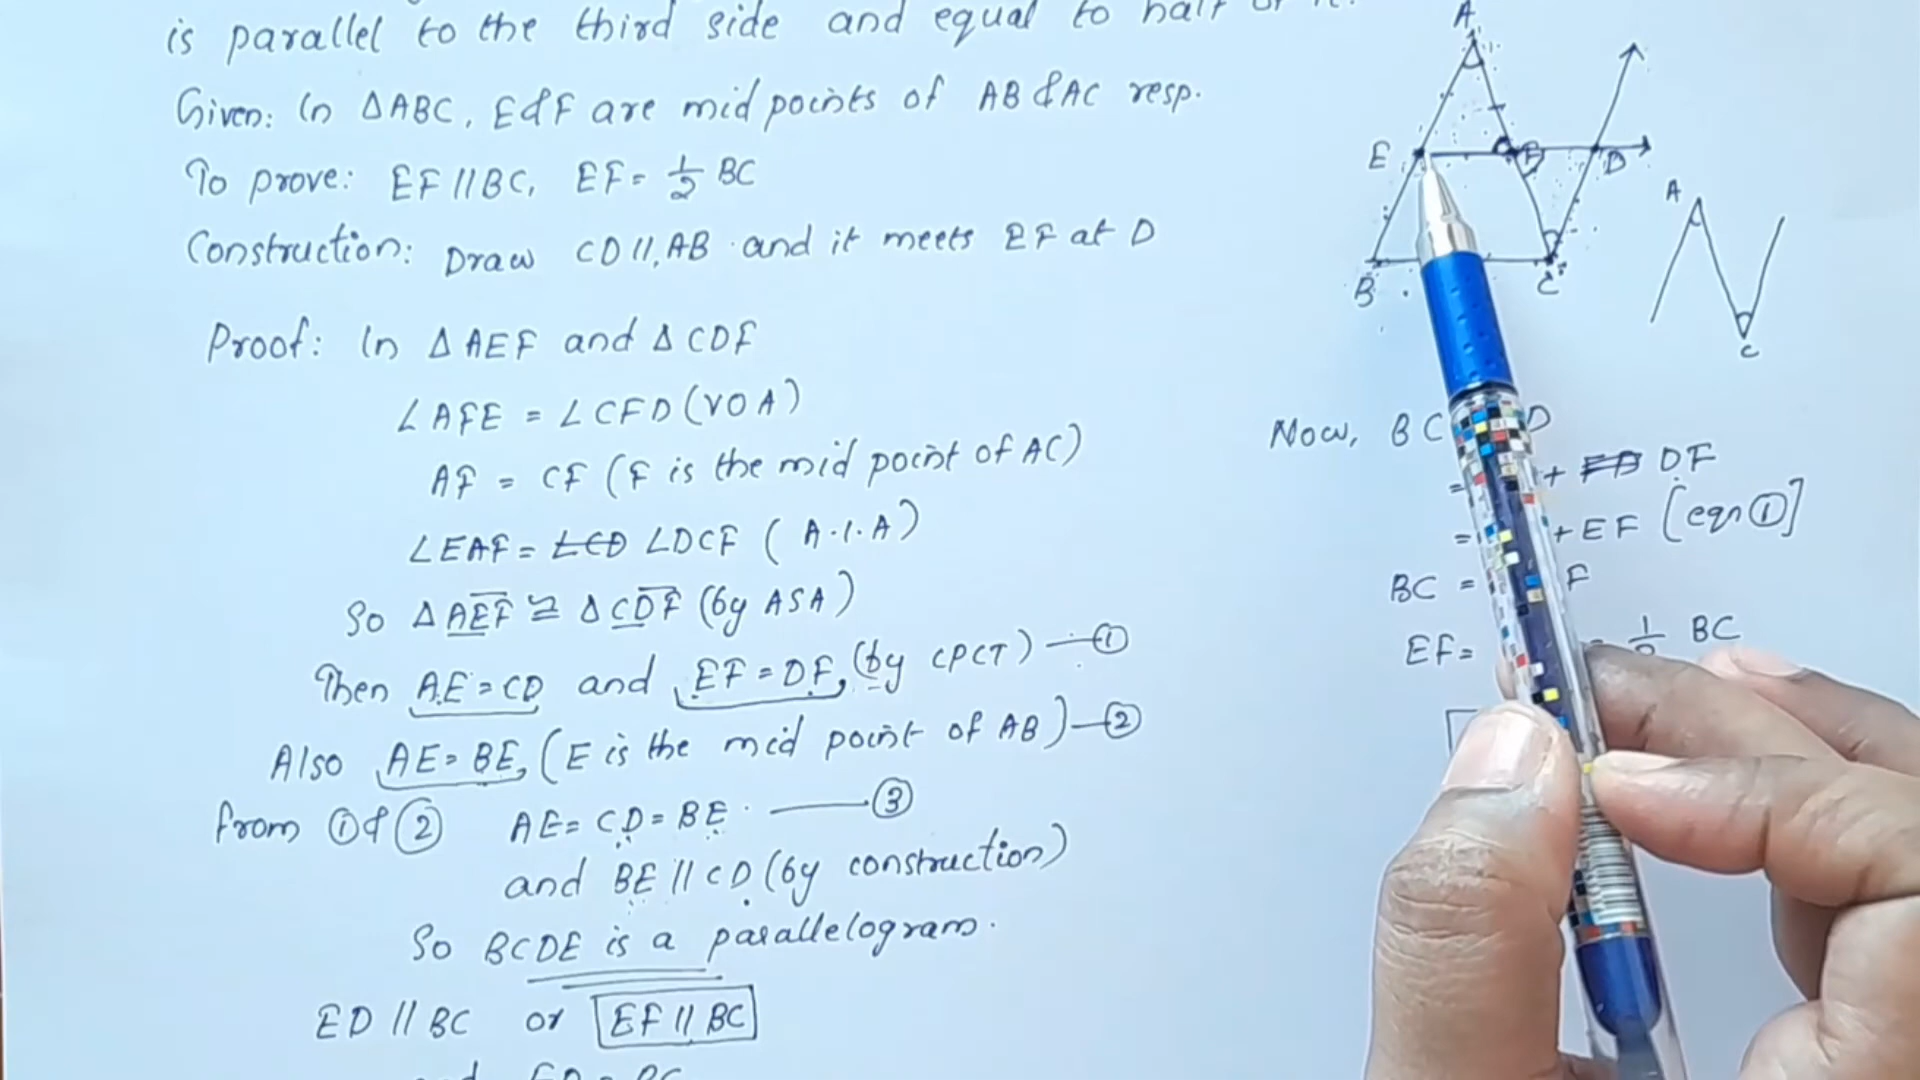 is parallel to the third side and equal to half of it.
Given: In ΔABC, E & F are mid points of AB & AC resp.
To prove: EF // BC, EF = 1/2 BC
Construction: Draw CD // AB and it meets EF at D
Proof: In ΔAEF and ΔCDF
∠AFE = ∠CFD (VOA)
AF = CF (F is the mid point of AC)
∠EAF = ∠CD ∠DCF (A.I.A)
So ΔAEF ≅ ΔCDF (by ASA)
Then AE = CD and EF = DF, (by CPCT) — ①
Also AE = BE, (E is the mid point of AB) — ②
from ① & ② AE = CD = BE. — ③
and BE // CD (by construction)
So BCDE is a parallelogram.
ED // BC or EF // BC
A
E
F
D
B
C
A
C
Now, BC D
= + DF
= + EF [eqn ①]
BC = F
EF = = BC